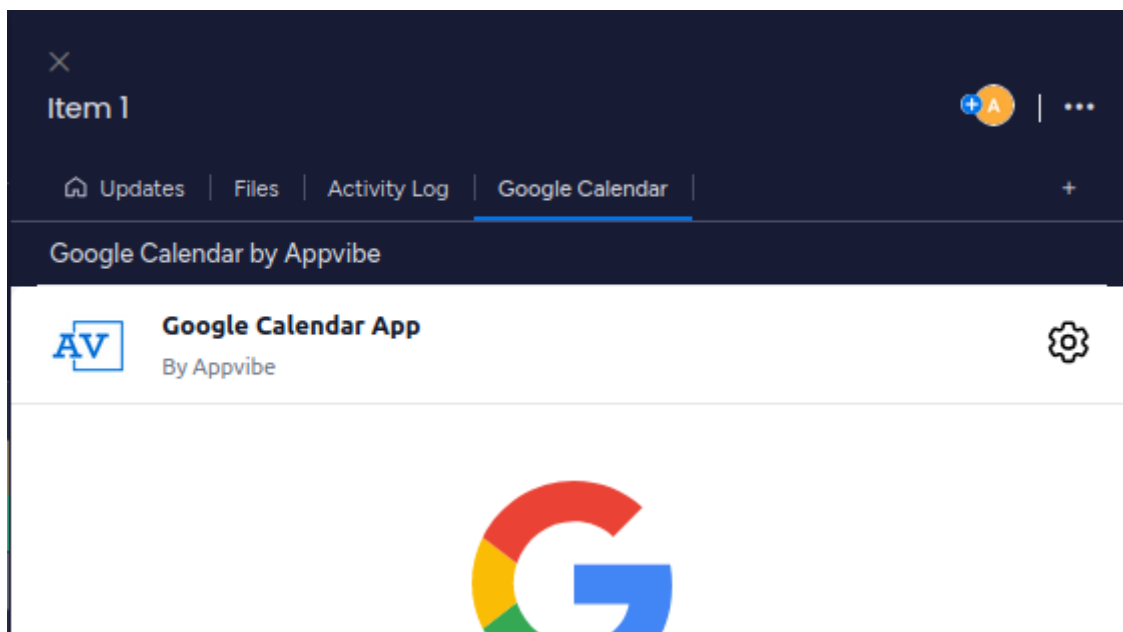 Item 1
A
Updates
Files
Activity Log
Google Calendar
+
Google Calendar by Appvibe
AV
Google Calendar App
By Appvibe